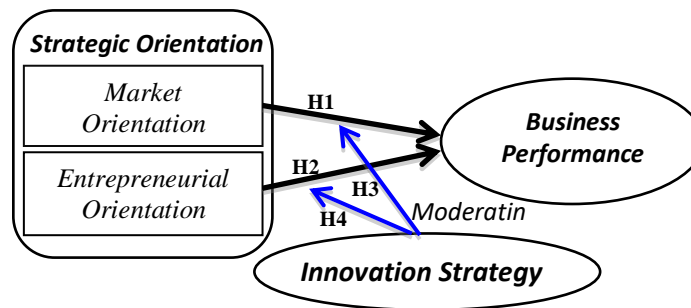 Strategic Orientation
Market
Orientation
H1
Business
Performance
H2
Entrepreneurial
Orientation
H3
H4
Moderatin
Innovation Strategy